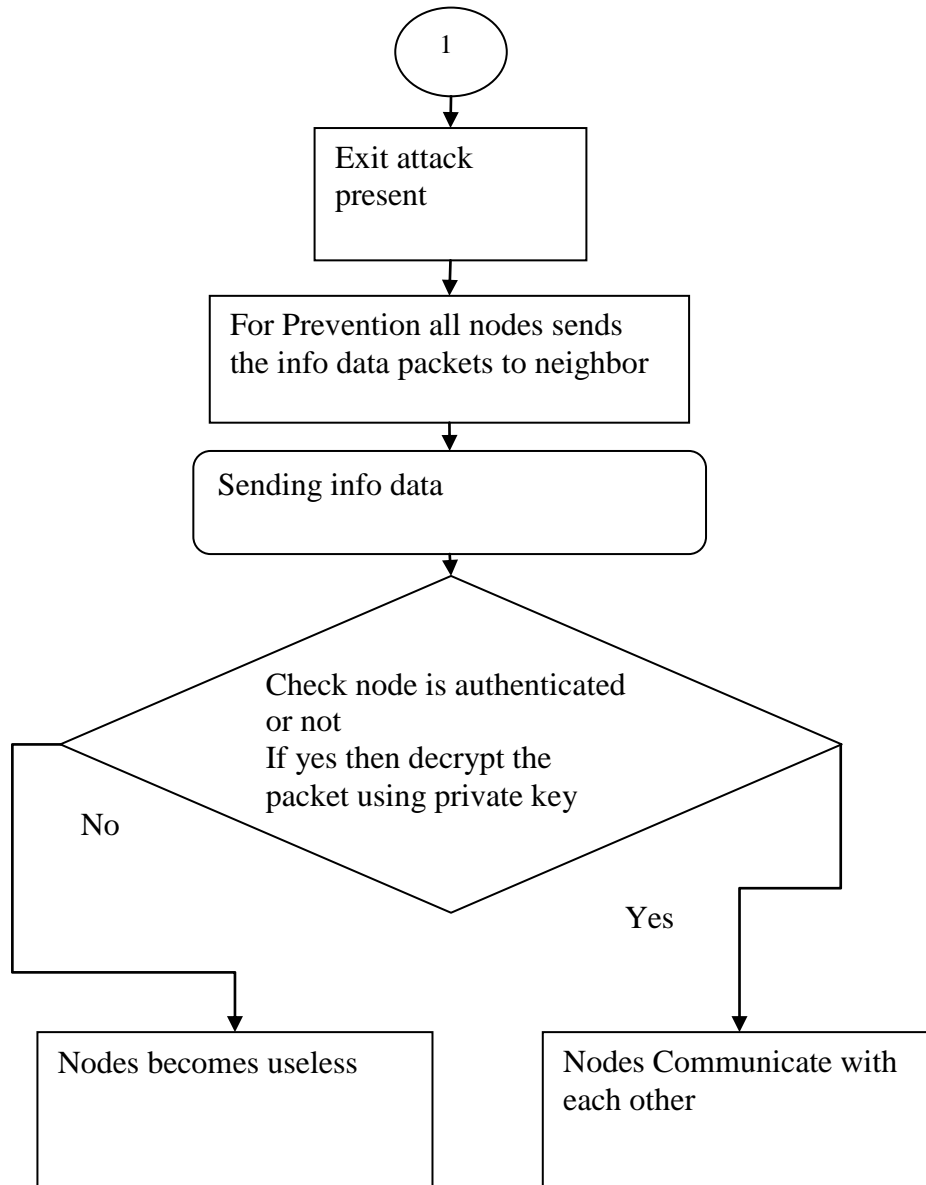 1
Exit attack
present
For Prevention all nodes sends
the info data packets to neighbor
Sending info data
Check node is authenticated
or not
If yes then decrypt the
packet using private key
No
Yes
Nodes becomes useless
Nodes Communicate with
each other